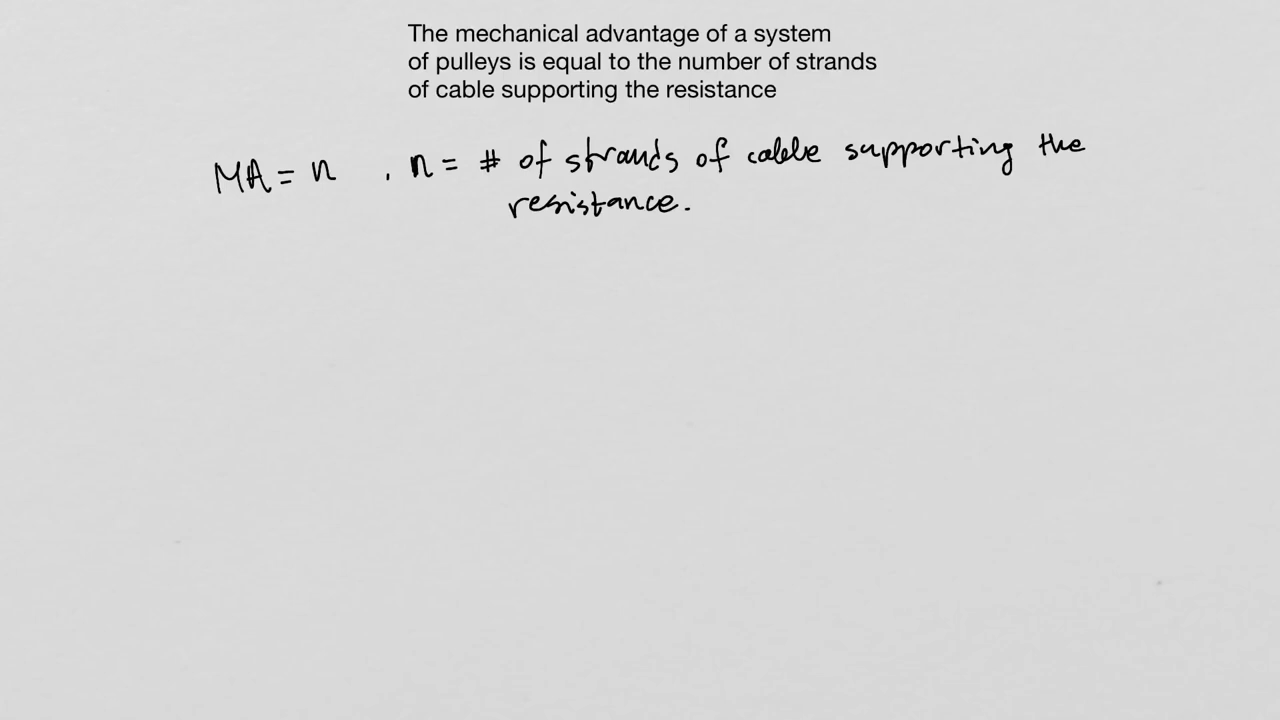 The mechanical advantage of a system
of pulleys is equal to the number of strands
of cable supporting the resistance
MA = n , n = # of strands of cable supporting the
resistance.